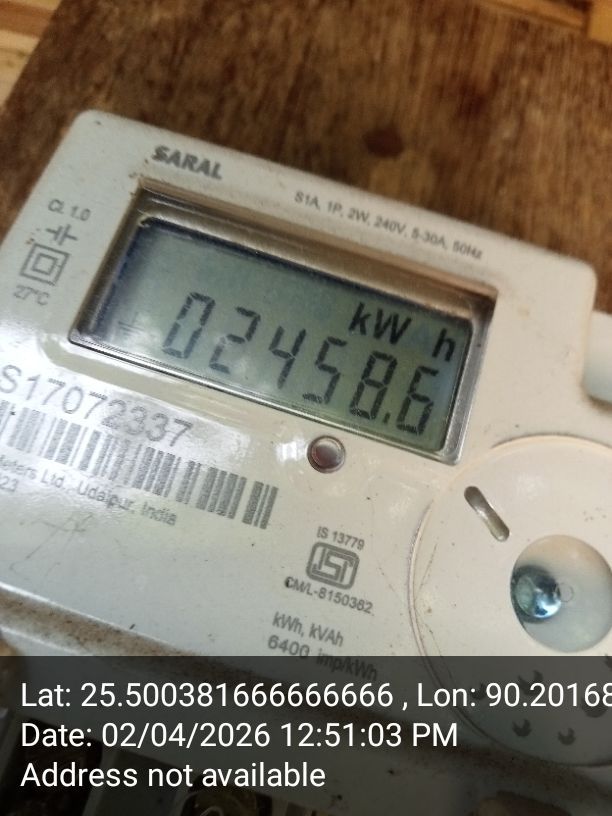 SARAL
S1A, 1P, 2W, 240V, 5-30A, 50Hz
Cl. 1.0
27°C
kW h
02458.6
S17072337
Meters Ltd., Udaipur, India
23
IS 13779
CM/L-8150382
kWh, kVAh
6400 imp/kWh
Lat: 25.500381666666666 , Lon: 90.20168
Date: 02/04/2026 12:51:03 PM
Address not available